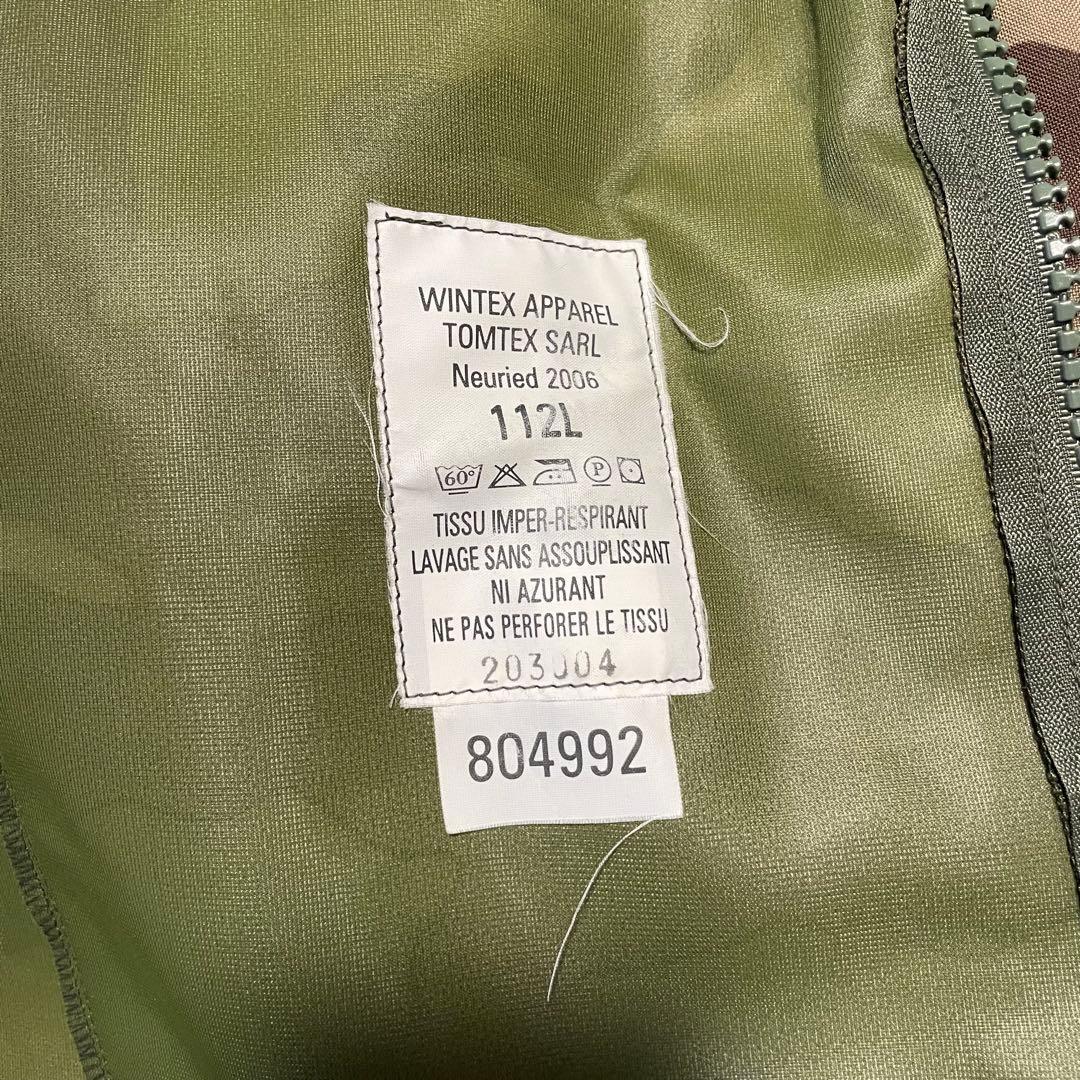 WINTEX APPAREL
TOMTEX SARL
Neuried 2006
112L
60° P
TISSU IMPER-RESPIRANT
LAVAGE SANS ASSOUPLISSANT
NI AZURANT
NE PAS PERFORER LE TISSU
203004
804992